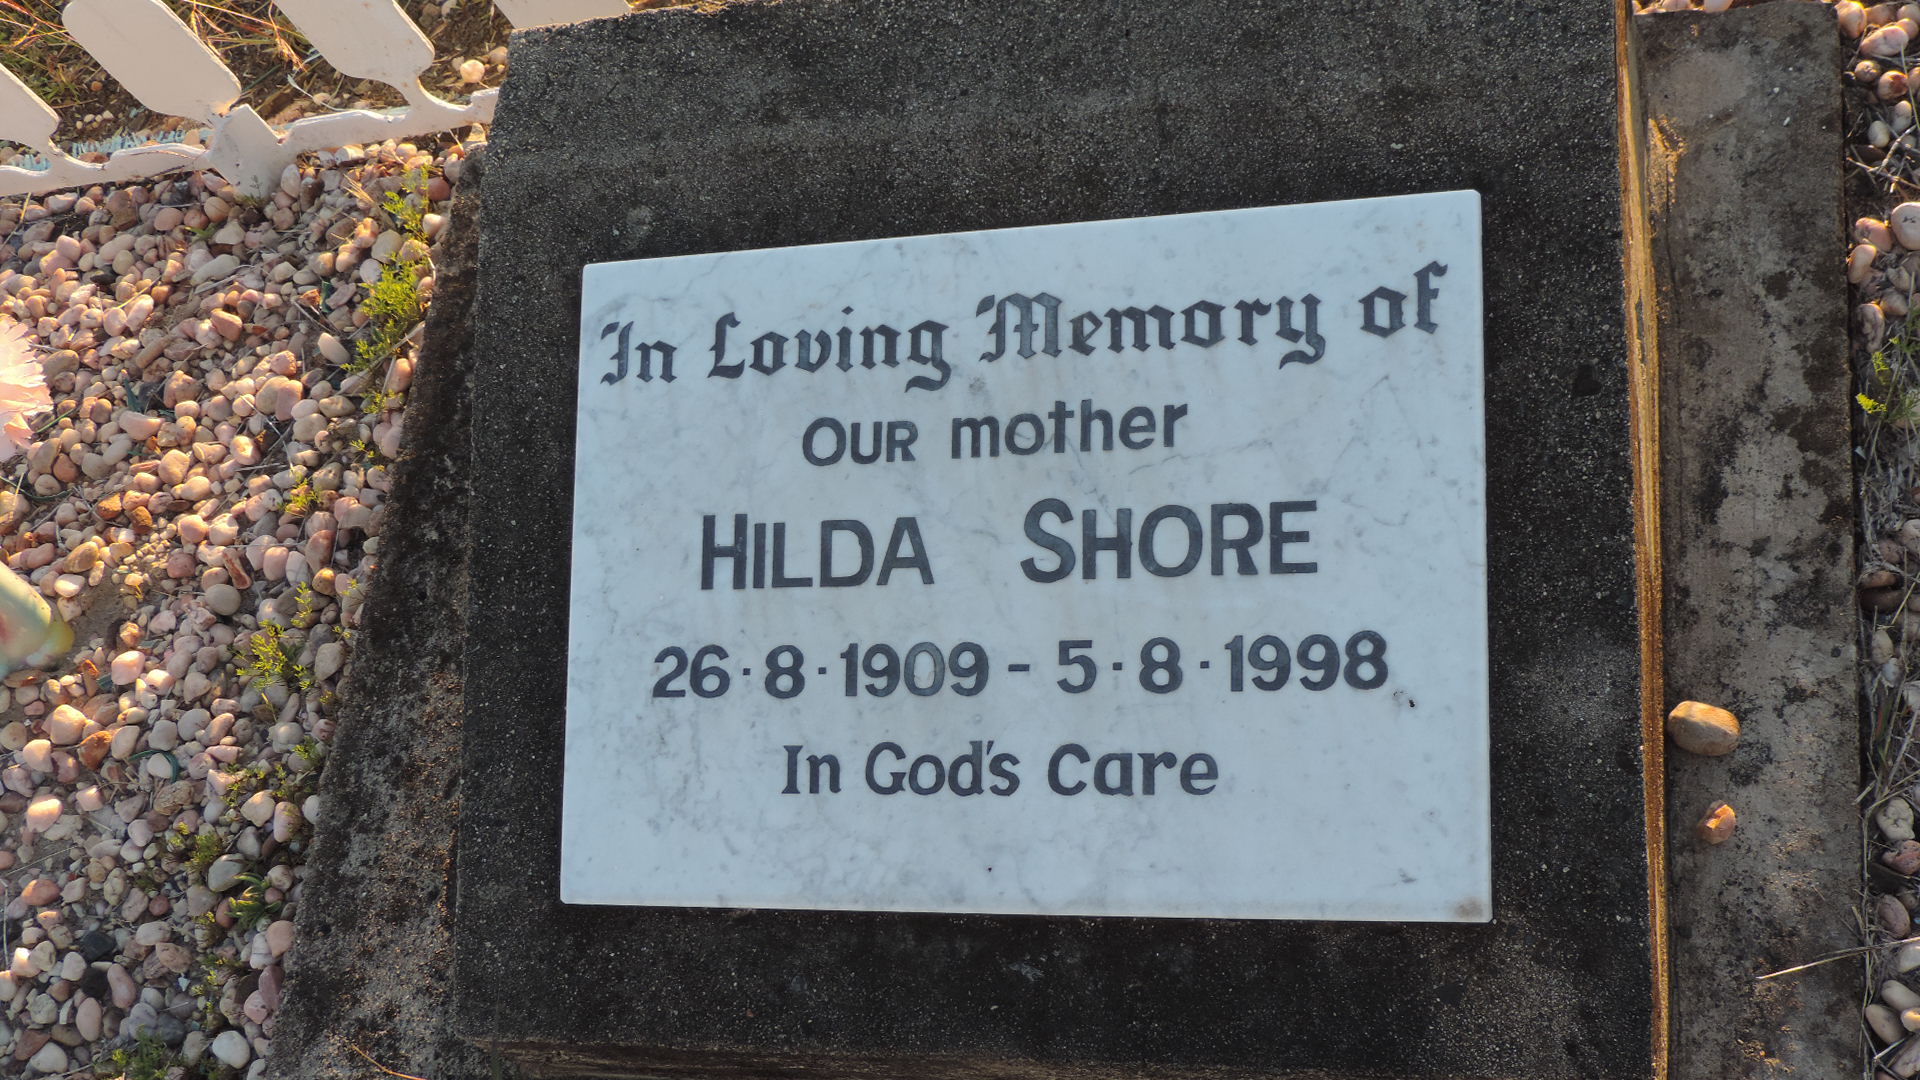 In Loving Memory of
OUR mother
HILDA SHORE
26·8·1909 - 5·8·1998
In God's care